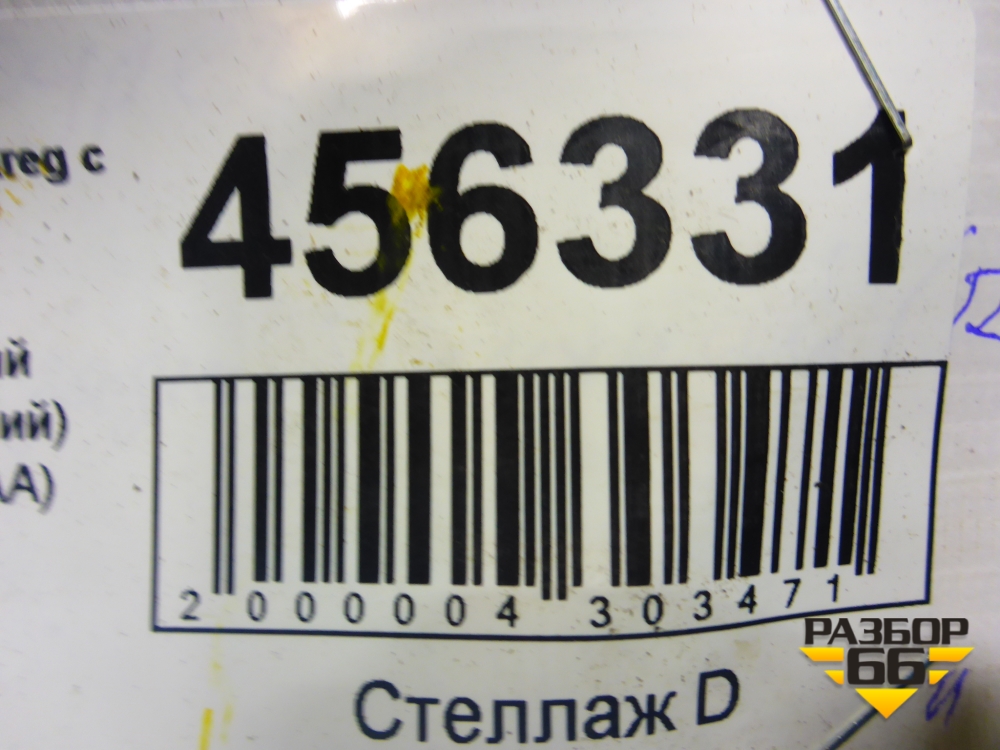 reg c
456331
ий)
2 000004 303471
Стеллаж D
РАЗБОР
66